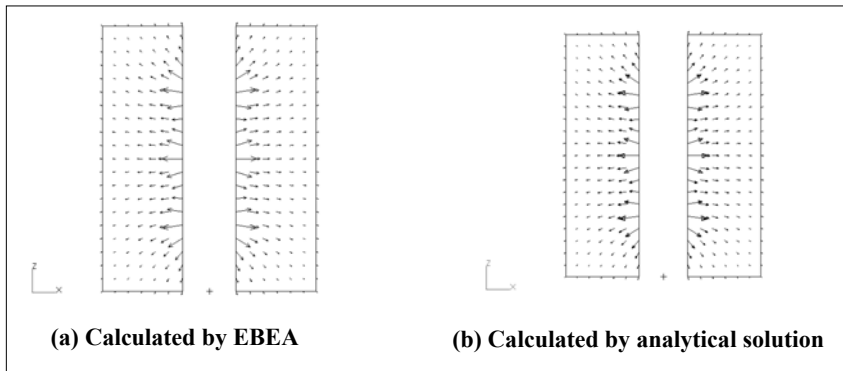 z
x
z
x
(a) Calculated by EBEA
(b) Calculated by analytical solution